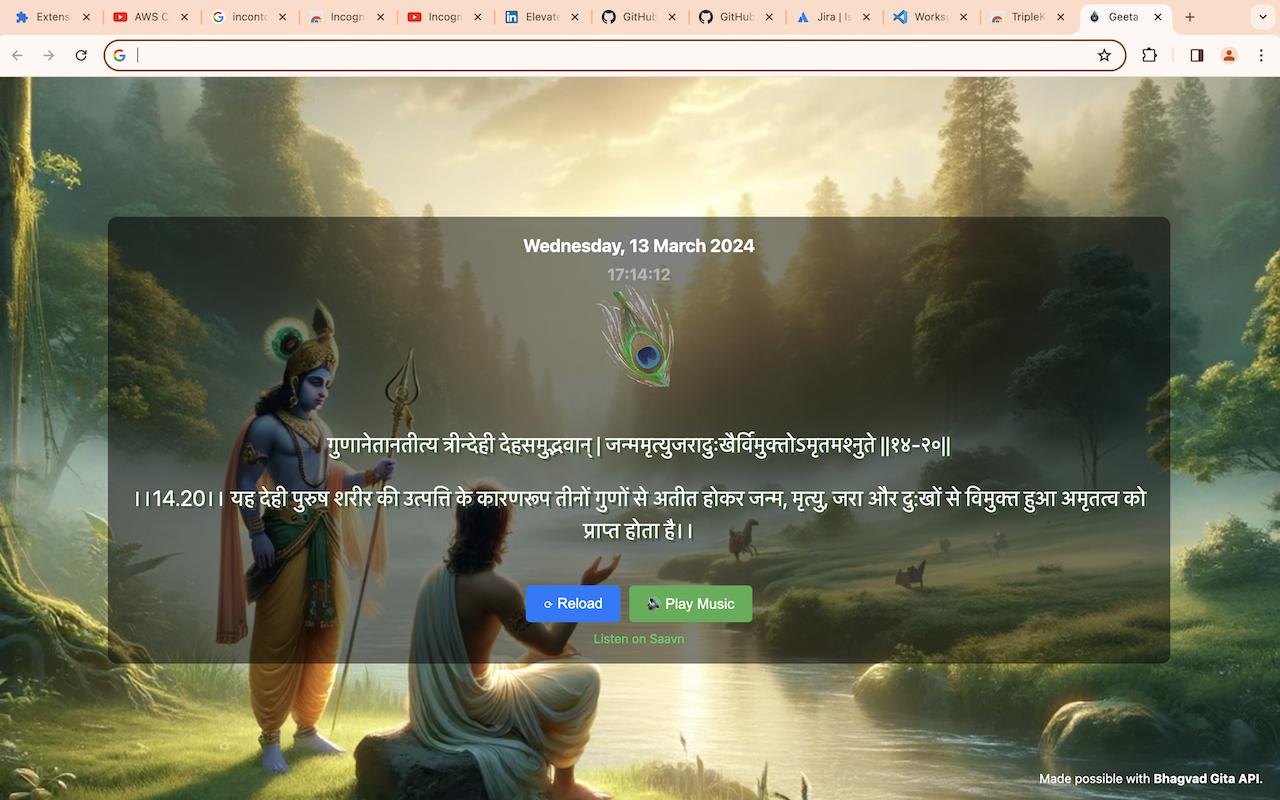 Extens
AWS C
incont
Incogn
Incogn
Elevate
GitHub
GitHub
Jira | Is
Worksp
TripleK
Geeta
Wednesday, 13 March 2024
17:14:12
गुणानेतानतीत्य त्रीन्देही देहसमुद्भवान् | जन्ममृत्युजरादुःखैर्विमुक्तोऽमृतमश्नुते ||१४-२०||
।।14.20।। यह देही पुरुष शरीर की उत्पत्ति के कारणरूप तीनों गुणों से अतीत होकर जन्म, मृत्यु, जरा और दुःखों से विमुक्त हुआ अमृतत्व को
प्राप्त होता है।।
⟳ Reload
Play Music
Listen on Saavn
Made possible with Bhagvad Gita API.